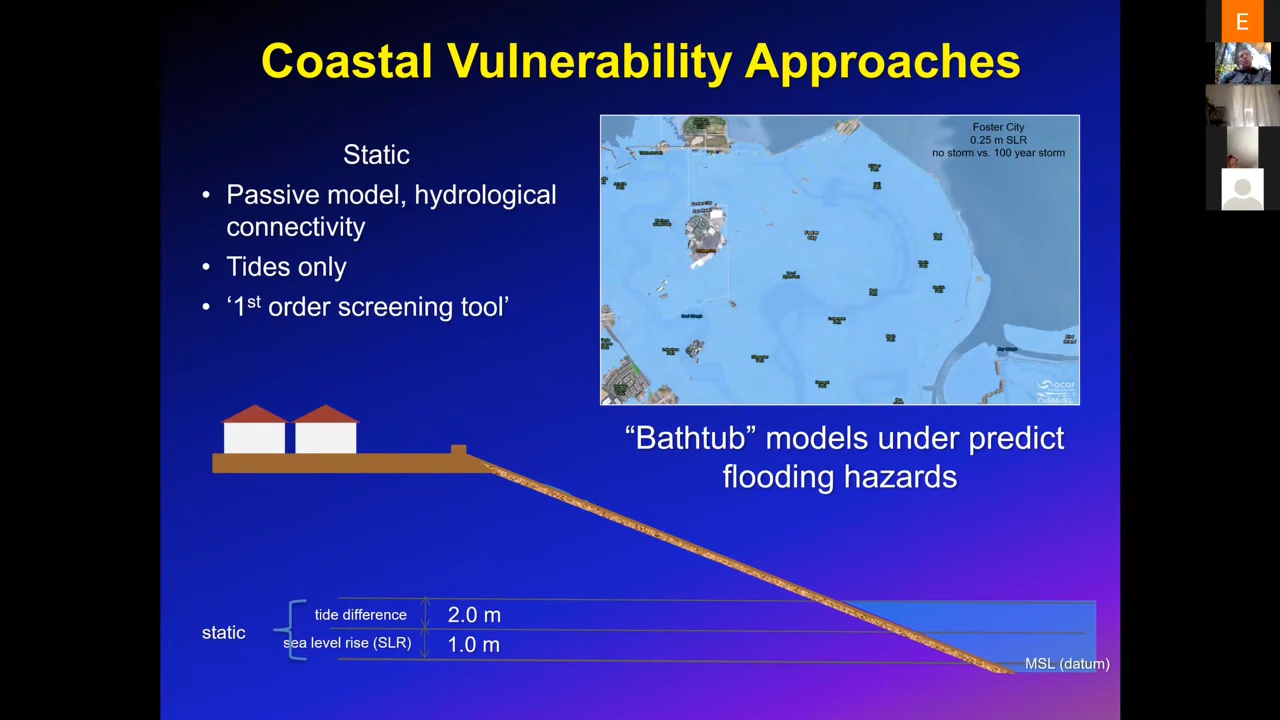 Coastal Vulnerability Approaches
E
Static
• Passive model, hydrological
connectivity
• Tides only
• ‘1st order screening tool’
Foster City
0.25 m SLR
no storm vs. 100 year storm
Foster
City
“Bathtub” models under predict
flooding hazards
static
tide difference
2.0 m
sea level rise (SLR)
1.0 m
MSL (datum)